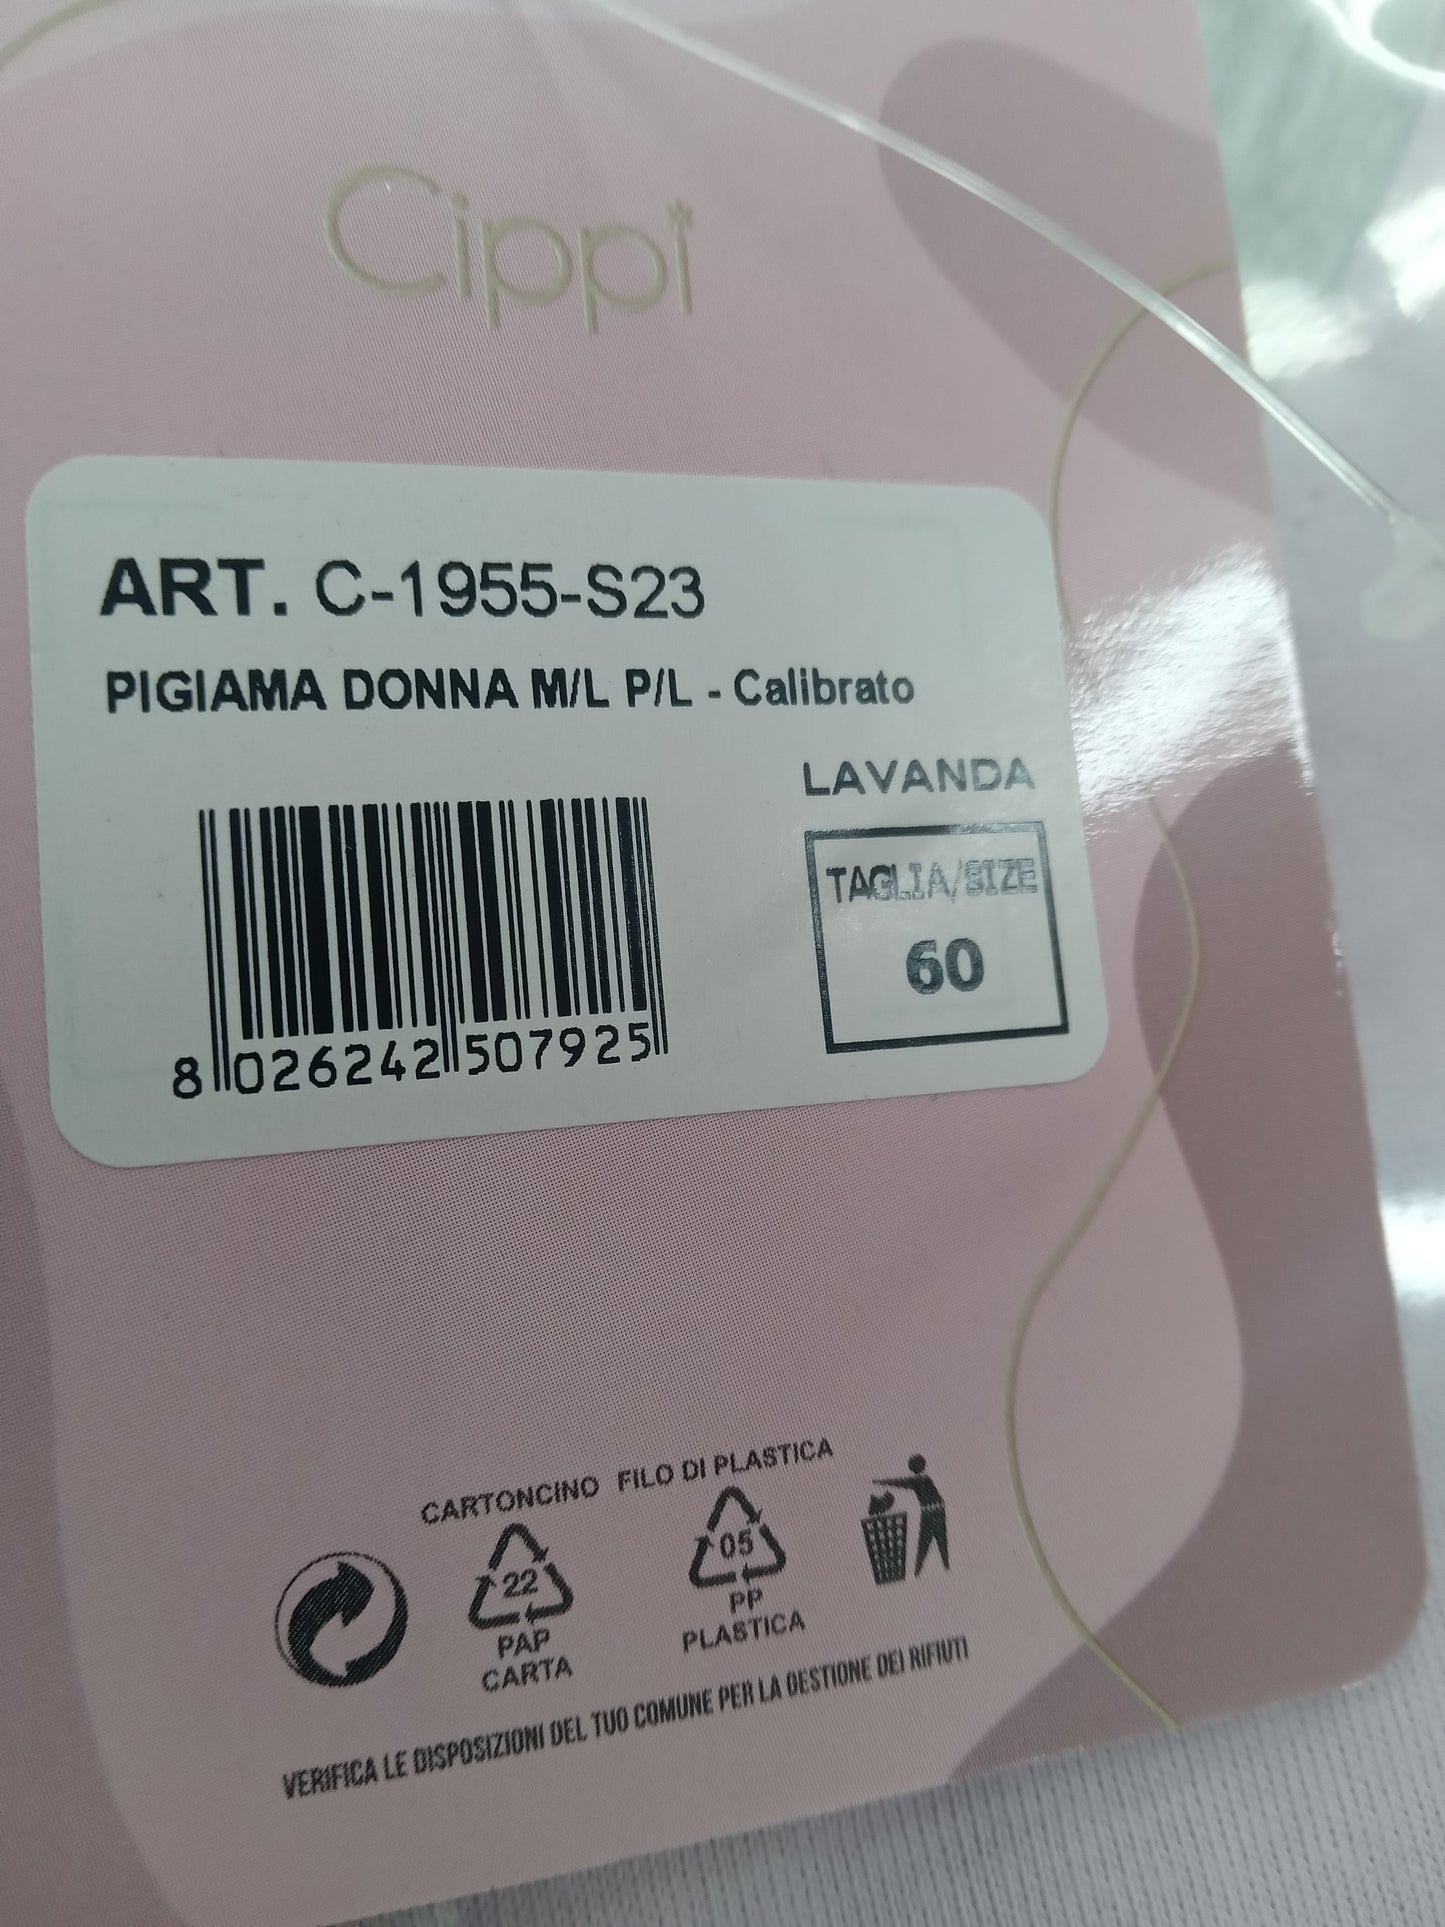 Cippi
ART. C-1955-S23
PIGIAMA DONNA M/L P/L - Calibrato
LAVANDA
TAGLIA/SIZE
60
8 026242 507925
CARTONCINO FILO DI PLASTICA
22 05
PAP PP
CARTA PLASTICA
VERIFICA LE DISPOSIZIONI DEL TUO COMUNE PER LA GESTIONE DEI RIFIUTI